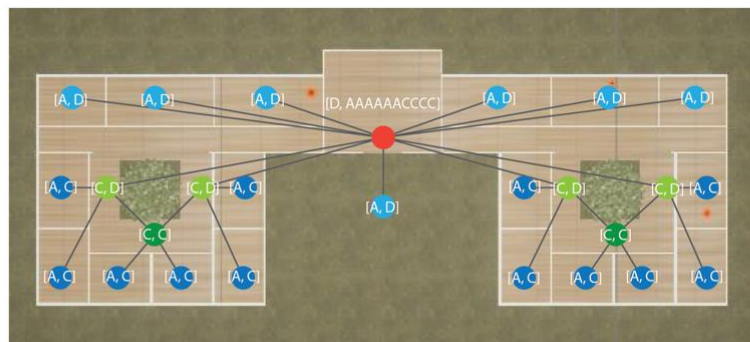 [A, D]
[A, D]
[A, D]
[D, AAAAAACCCC]
[A, D]
[A, D]
[A, D]
[A, C]
[C, D]
[C, D]
[A, C]
[A, C]
[C, D]
[C, D]
[A, C]
[A, D]
[C, C]
[C, C]
[A, C]
[A, C]
[A, C]
[A, C]
[A, C]
[A, C]
[A, C]
[A, C]